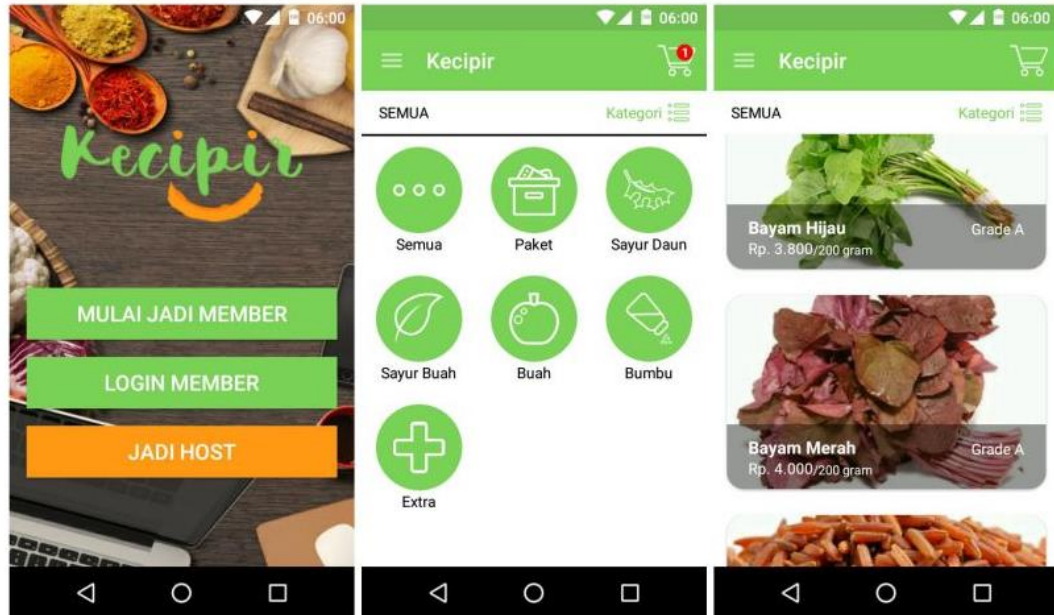 06:00
Kecipir
MULAI JADI MEMBER
LOGIN MEMBER
JADI HOST
06:00
Kecipir
1
SEMUA Kategori
Semua Paket Sayur Daun
Sayur Buah Buah Bumbu
Extra
06:00
Kecipir
SEMUA Kategori
Bayam Hijau Grade A
Rp. 3.800/200 gram
Bayam Merah Grade A
Rp. 4.000/200 gram